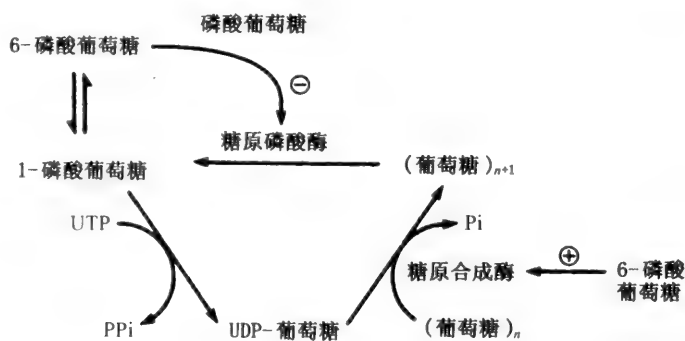 磷酸葡萄糖
6-磷酸葡萄糖
⊖
糖原磷酸酶
1-磷酸葡萄糖
(葡萄糖)n+1
UTP
Pi
糖原合成酶
⊕
6-磷酸
葡萄糖
PPi
UDP-葡萄糖
(葡萄糖)n